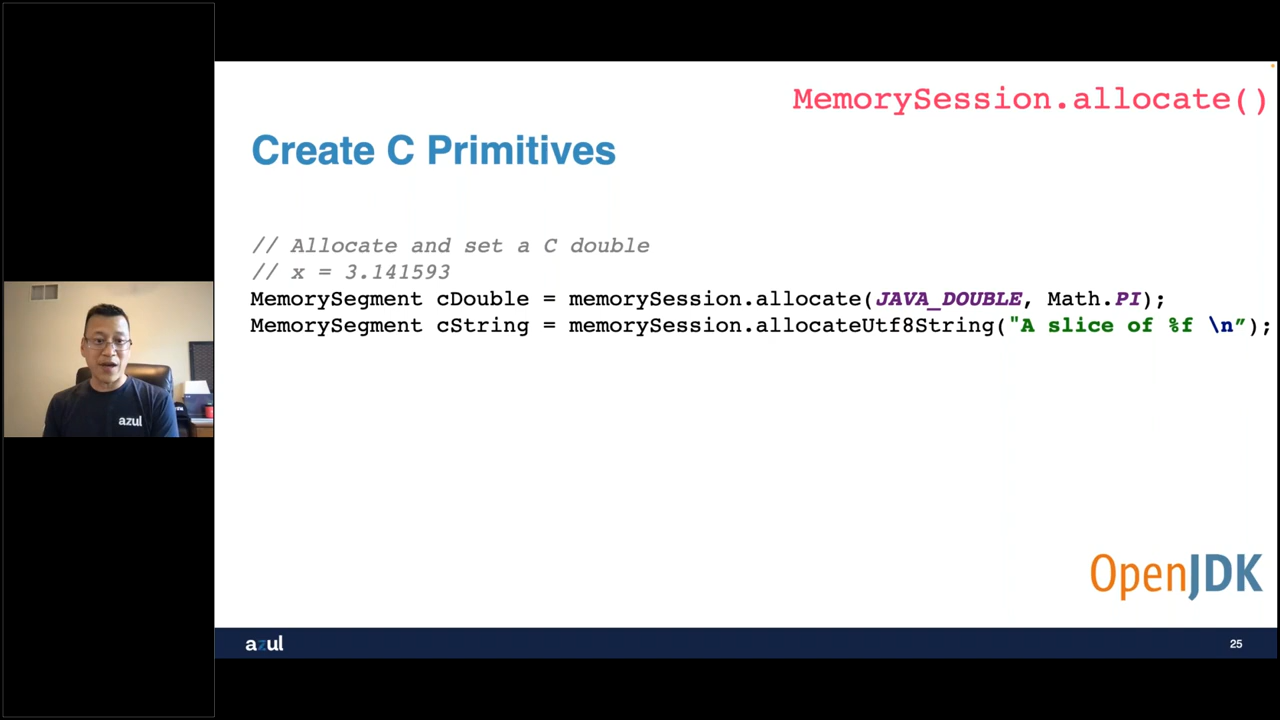 MemorySession.allocate()
Create C Primitives
// Allocate and set a C double
// x = 3.141593
MemorySegment cDouble = memorySession.allocate(JAVA_DOUBLE, Math.PI);
MemorySegment cString = memorySession.allocateUtf8String("A slice of %f \n”);
azul
OpenJDK
azul
25